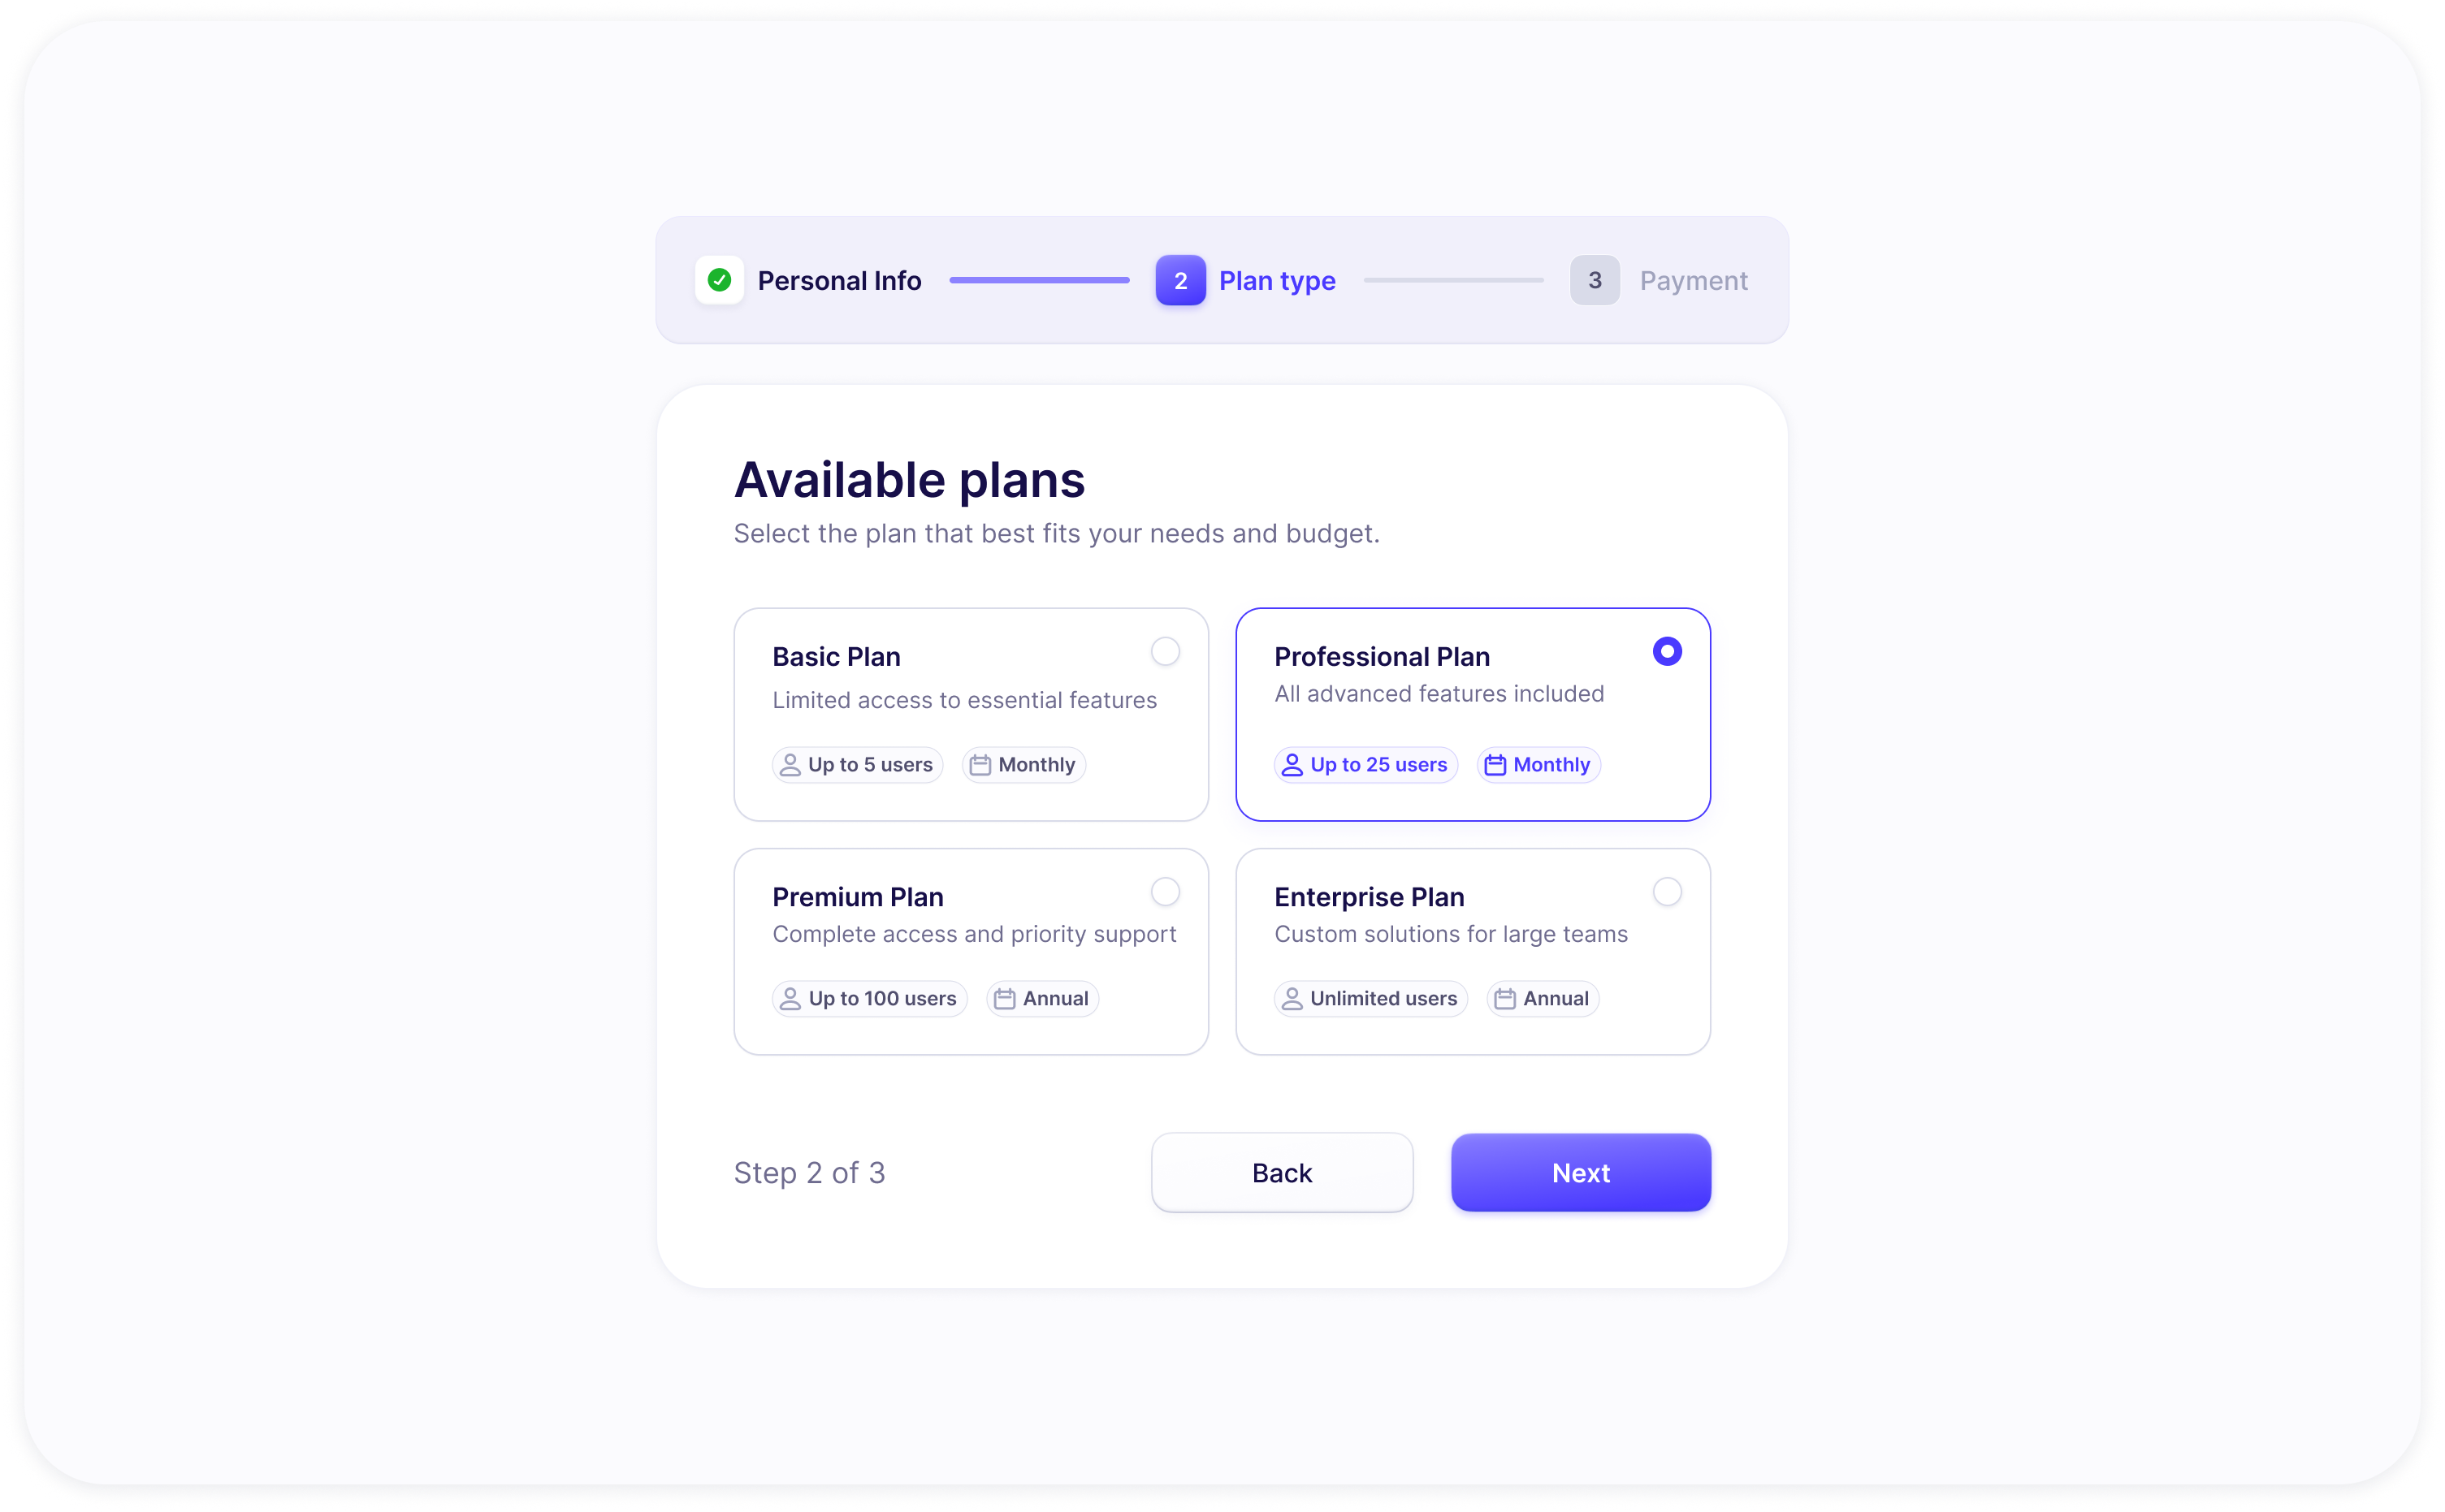 Personal Info
2
Plan type
3
Payment
Available plans
Select the plan that best fits your needs and budget.
Basic Plan
Limited access to essential features
Up to 5 users
Monthly
Professional Plan
All advanced features included
Up to 25 users
Monthly
Premium Plan
Complete access and priority support
Up to 100 users
Annual
Enterprise Plan
Custom solutions for large teams
Unlimited users
Annual
Step 2 of 3
Back
Next